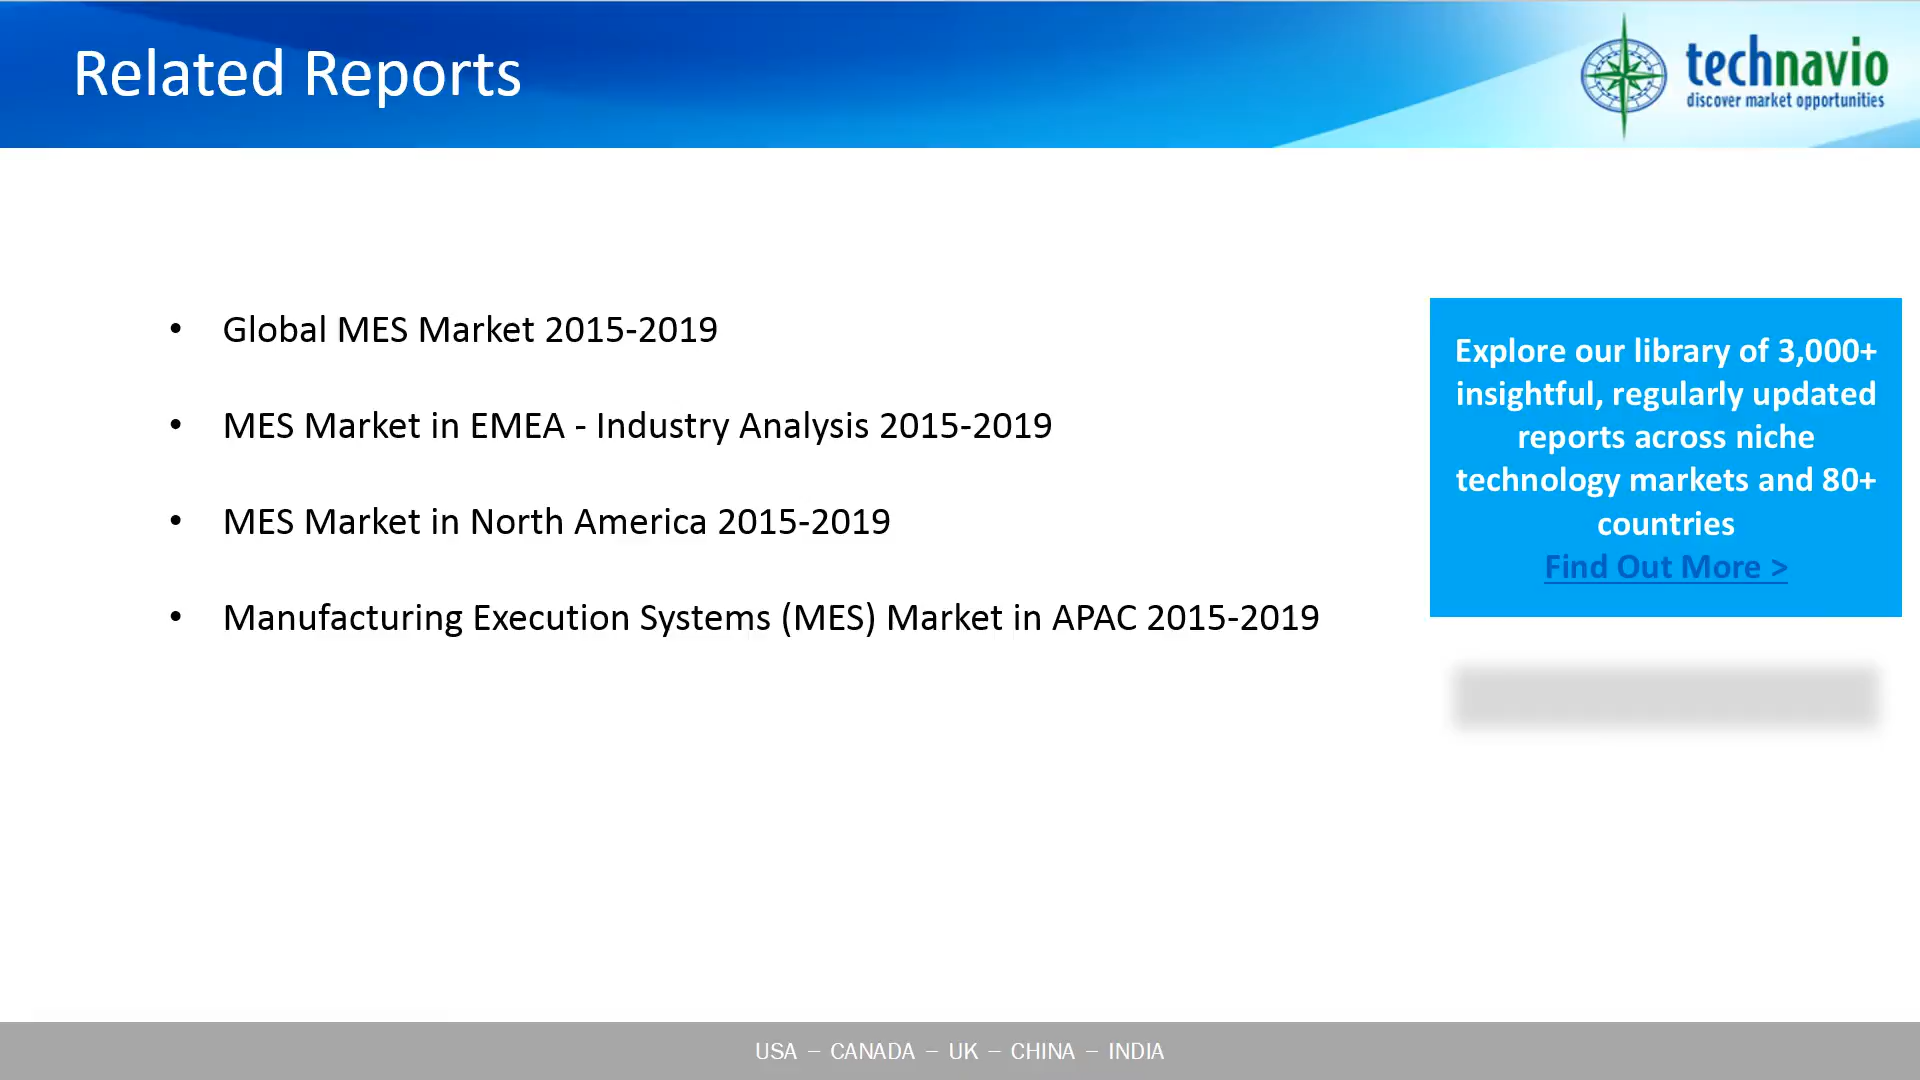 Related Reports
technavio
discover market opportunities
• Global MES Market 2015-2019
• MES Market in EMEA - Industry Analysis 2015-2019
• MES Market in North America 2015-2019
• Manufacturing Execution Systems (MES) Market in APAC 2015-2019
Explore our library of 3,000+
insightful, regularly updated
reports across niche
technology markets and 80+
countries
Find Out More >
USA – CANADA – UK – CHINA – INDIA